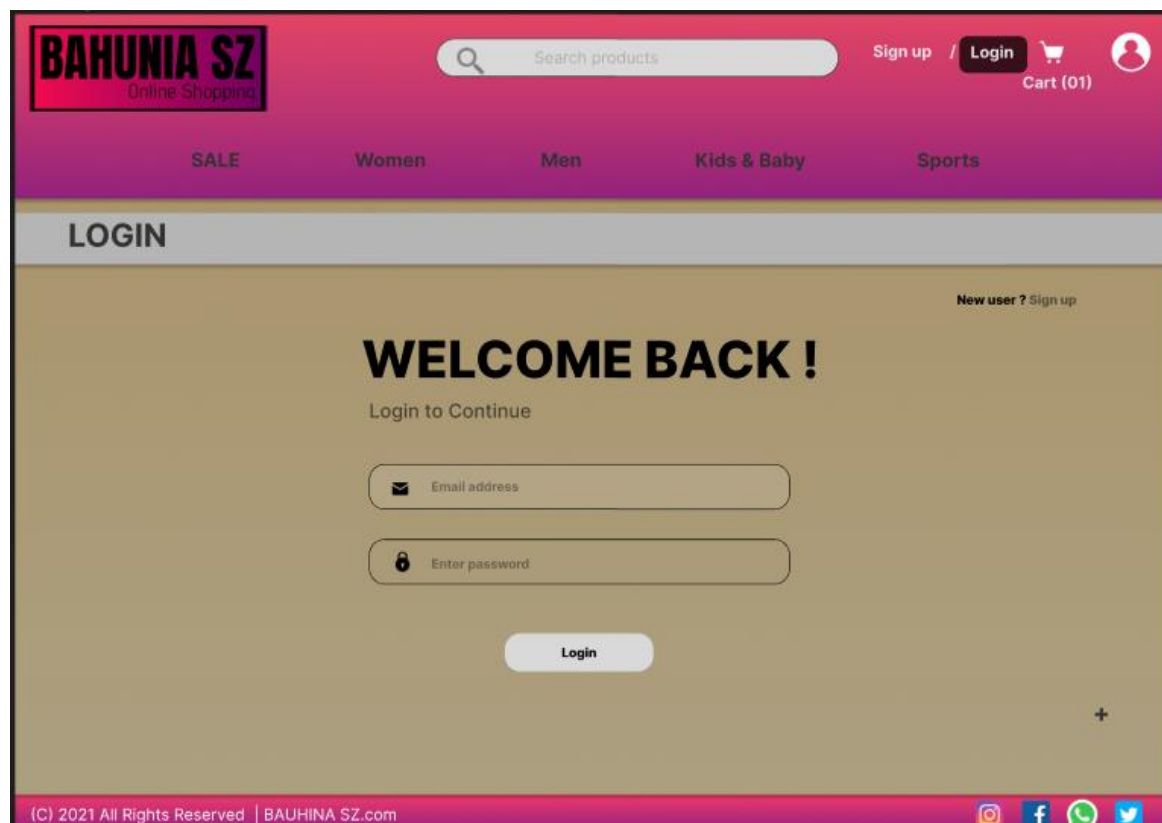 BAHUNIA SZ
Online Shopping
Search products
Sign up / Login
Cart (01)
SALE Women Men Kids & Baby Sports
LOGIN
New user ? Sign up
WELCOME BACK !
Login to Continue
Email address
Enter password
Login
+
(C) 2021 All Rights Reserved | BAUHINA SZ.com